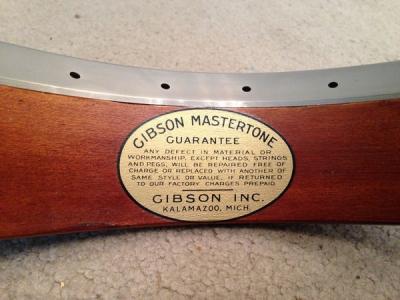 GIBSON MASTERTONE
GUARANTEE
ANY DEFECT IN MATERIAL OR
WORKMANSHIP, EXCEPT HEADS, STRINGS
AND PEGS, WILL BE REPAIRED FREE OF
CHARGE OR REPLACED WITH ANOTHER OF
SAME STYLE OR VALUE, IF RETURNED
TO OUR FACTORY CHARGES PREPAID.
GIBSON INC.
KALAMAZOO, MICH.